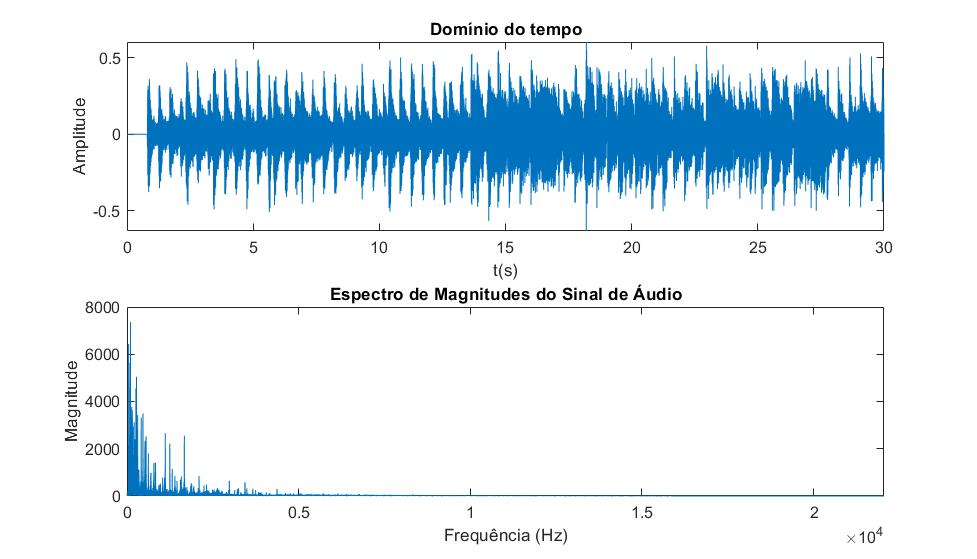 Domínio do tempo
0.5
0
-0.5
Amplitude
0 5 10 15 20 25 30
t(s)
Espectro de Magnitudes do Sinal de Áudio
8000
6000
4000
2000
0
Magnitude
0 0.5 1 1.5 2
Frequência (Hz)
×10⁴